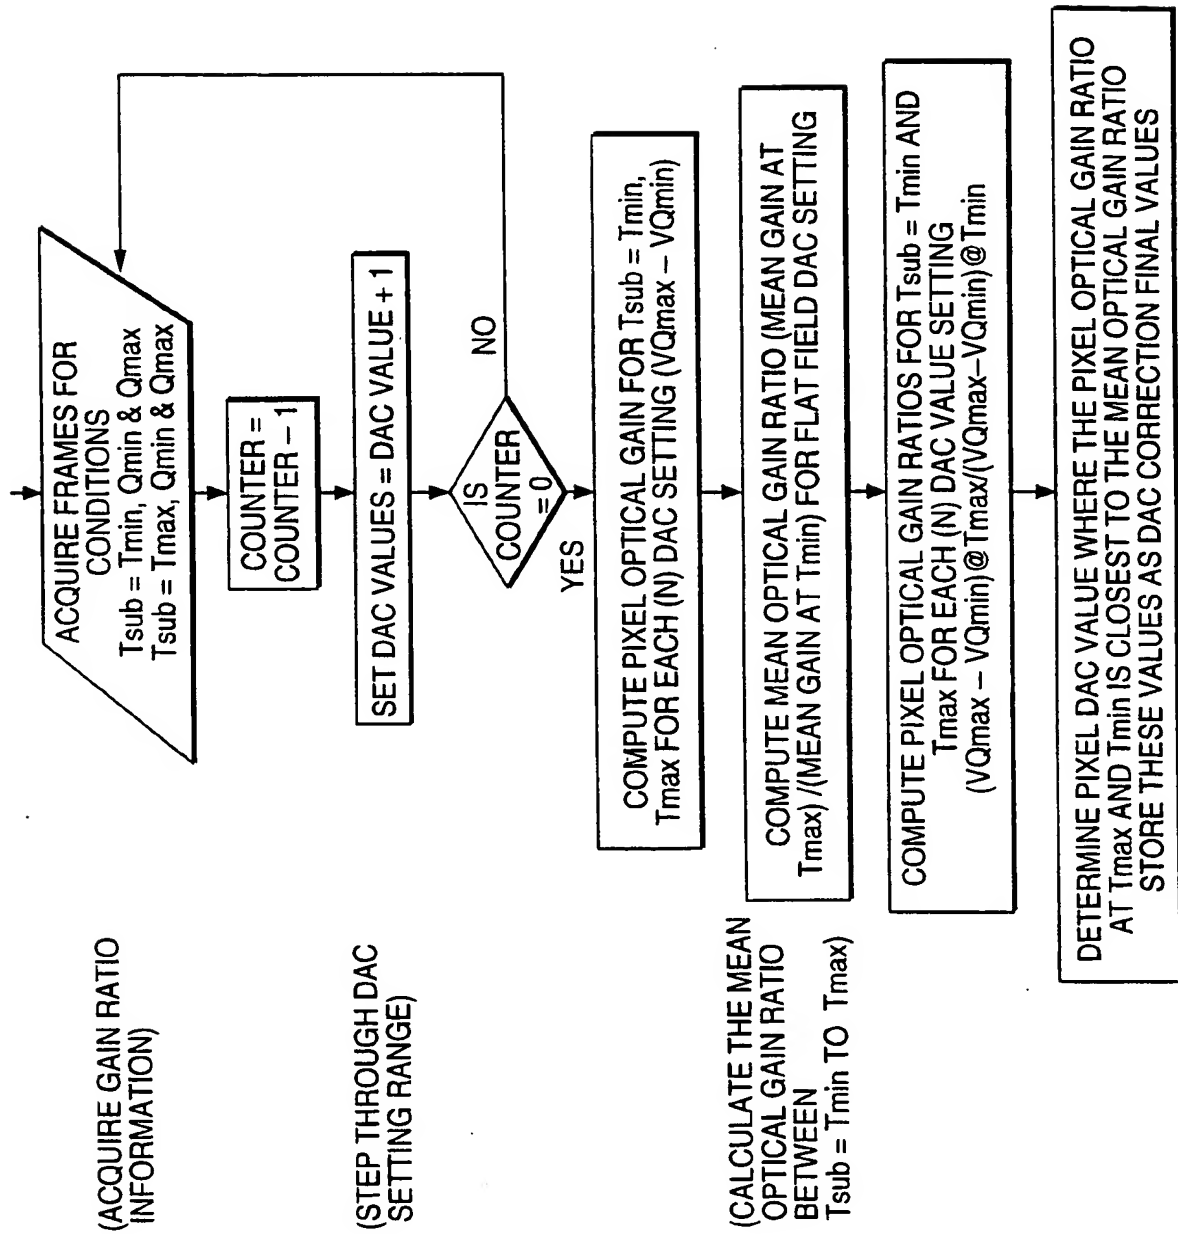 (ACQUIRE GAIN RATIO
INFORMATION)
ACQUIRE FRAMES FOR
CONDITIONS
Tsub = Tmin, Qmin & Qmax
Tsub = Tmax, Qmin & Qmax
COUNTER =
COUNTER – 1
(STEP THROUGH DAC
SETTING RANGE)
SET DAC VALUES = DAC VALUE + 1
IS
COUNTER
= 0
NO
YES
COMPUTE PIXEL OPTICAL GAIN FOR Tsub = Tmin,
Tmax FOR EACH (N) DAC SETTING (VQmax – VQmin)
(CALCULATE THE MEAN
OPTICAL GAIN RATIO
BETWEEN
Tsub = Tmin TO Tmax)
COMPUTE MEAN OPTICAL GAIN RATIO (MEAN GAIN AT
Tmax) /(MEAN GAIN AT Tmin) FOR FLAT FIELD DAC SETTING
COMPUTE PIXEL OPTICAL GAIN RATIOS FOR Tsub = Tmin AND
Tmax FOR EACH (N) DAC VALUE SETTING
(VQmax – VQmin)@Tmax/(VQmax–VQmin)@Tmin
DETERMINE PIXEL DAC VALUE WHERE THE PIXEL OPTICAL GAIN RATIO
AT Tmax AND Tmin IS CLOSEST TO THE MEAN OPTICAL GAIN RATIO
STORE THESE VALUES AS DAC CORRECTION FINAL VALUES